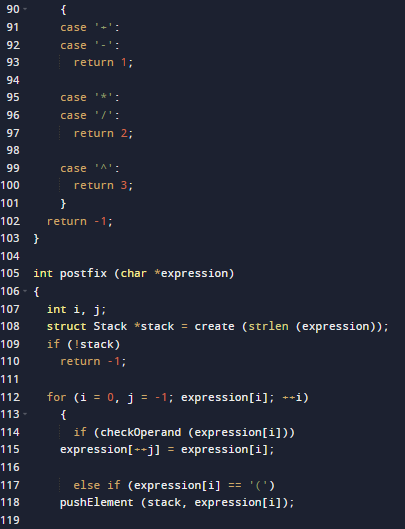 90 {
91 case '+':
92 case '-':
93 return 1;
94
95 case '*':
96 case '/':
97 return 2;
98
99 case '^':
100 return 3;
101 }
102 return -1;
103 }
104
105 int postfix (char *expression)
106 {
107 int i, j;
108 struct Stack *stack = create (strlen (expression));
109 if (!stack)
110 return -1;
111
112 for (i = 0, j = -1; expression[i]; ++i)
113 {
114 if (checkOperand (expression[i]))
115 expression[++j] = expression[i];
116
117 else if (expression[i] == '(')
118 pushElement (stack, expression[i]);
119